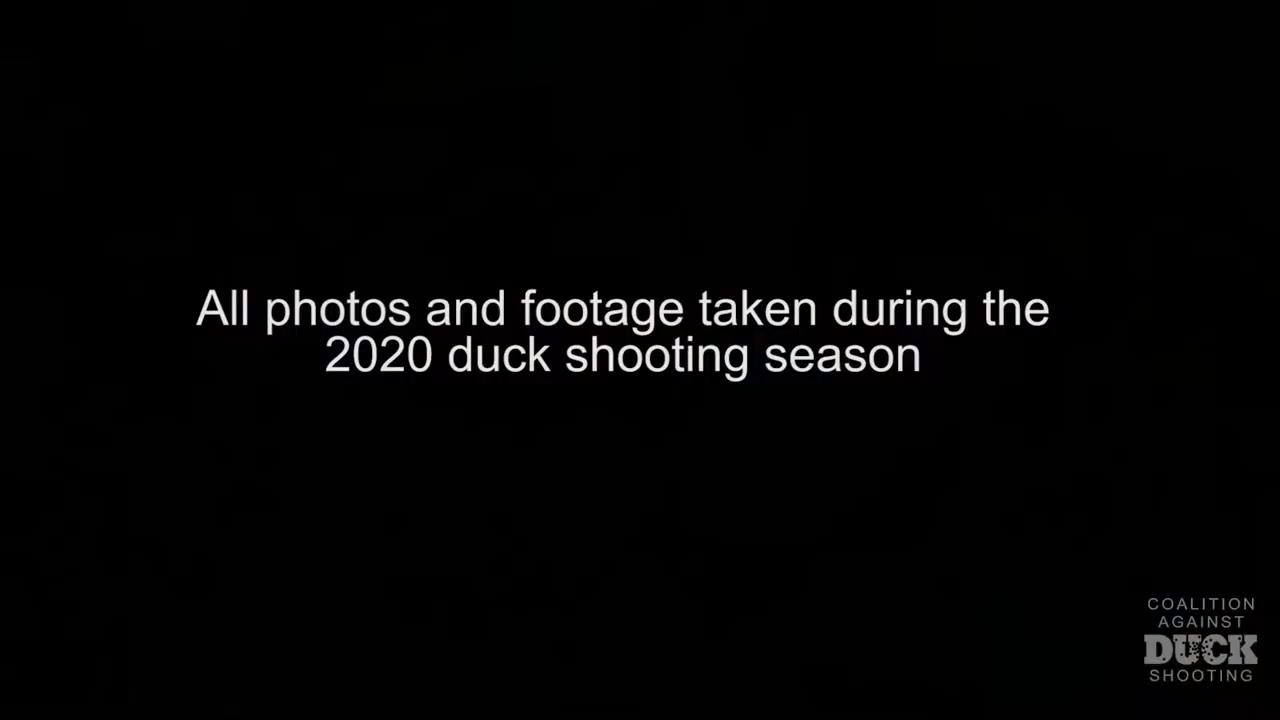 All photos and footage taken during the
2020 duck shooting season
COALITION
AGAINST
DUCK
SHOOTING